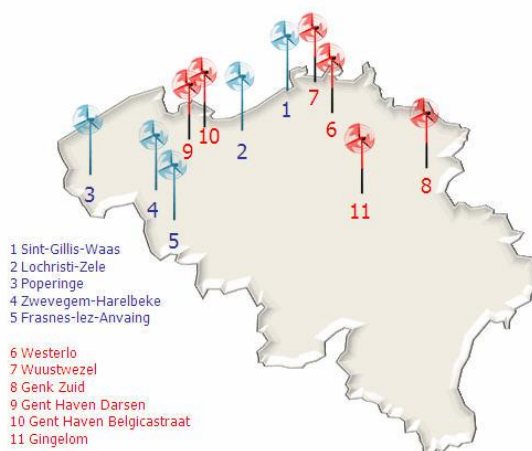 1
7
6
10
9
2
3
4
5
8
11
1 Sint-Gillis-Waas
2 Lochristi-Zele
3 Poperinge
4 Zwevegem-Harelbeke
5 Frasnes-lez-Anvaing
6 Westerlo
7 Wuustwezel
8 Genk Zuid
9 Gent Haven Darsen
10 Gent Haven Belgicastraat
11 Gingelom